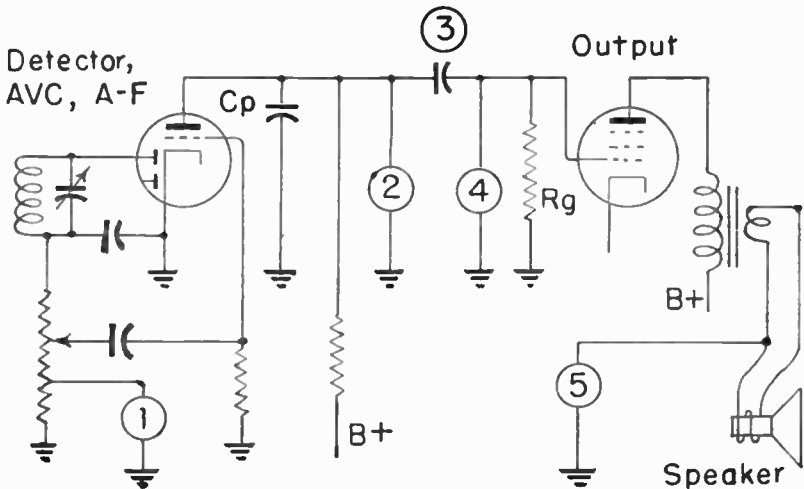 Detector,
AVC, A-F
Cp
3
Output
2
4
Rg
B+
1
B+
5
Speaker